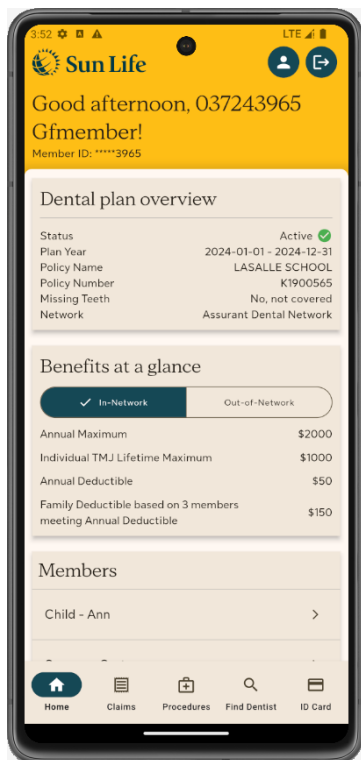 3:52 LTE
Sun Life
Good afternoon, 037243965
Gfmember!
Member ID: *****3965
Dental plan overview
Status Active
Plan Year 2024-01-01 - 2024-12-31
Policy Name LASALLE SCHOOL
Policy Number K1900565
Missing Teeth No, not covered
Network Assurant Dental Network
Benefits at a glance
In-Network Out-of-Network
Annual Maximum $2000
Individual TMJ Lifetime Maximum $1000
Annual Deductible $50
Family Deductible based on 3 members
meeting Annual Deductible $150
Members
Child - Ann
Home Claims Procedures Find Dentist ID Card